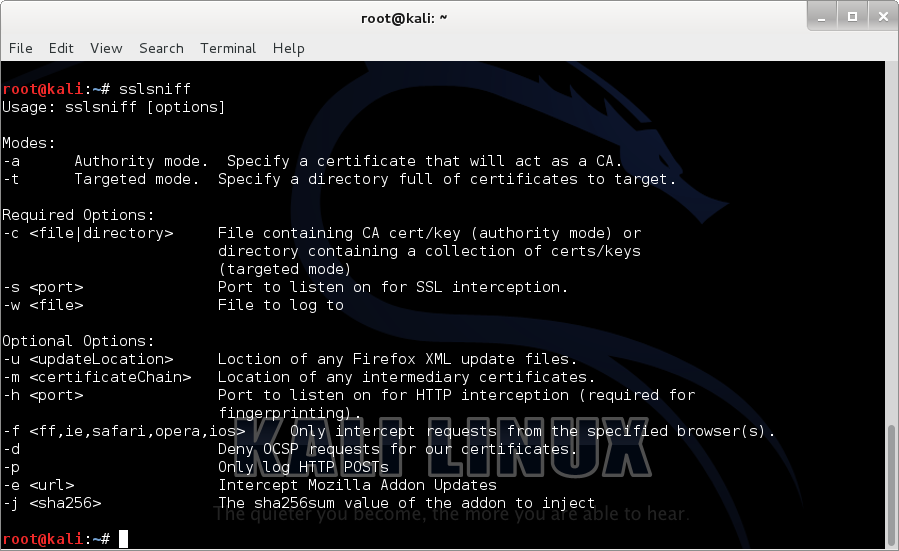 root@kali: ~
File Edit View Search Terminal Help
root@kali:~# sslsniff
Usage: sslsniff [options]
Modes:
-a Authority mode. Specify a certificate that will act as a CA.
-t Targeted mode. Specify a directory full of certificates to target.
Required Options:
-c <file|directory> File containing CA cert/key (authority mode) or
directory containing a collection of certs/keys
(targeted mode)
-s <port> Port to listen on for SSL interception.
-w <file> File to log to
Optional Options:
-u <updateLocation> Loction of any Firefox XML update files.
-m <certificateChain> Location of any intermediary certificates.
-h <port> Port to listen on for HTTP interception (required for
fingerprinting).
-f <ff,ie,safari,opera,ios> Only intercept requests from the specified browser(s).
-d Deny OCSP requests for our certificates.
-p Only log HTTP POSTs
-e <url> Intercept Mozilla Addon Updates
-j <sha256> The sha256sum value of the addon to inject
KALI LINUX
The quieter you become, the more you are able to hear.
root@kali:~#